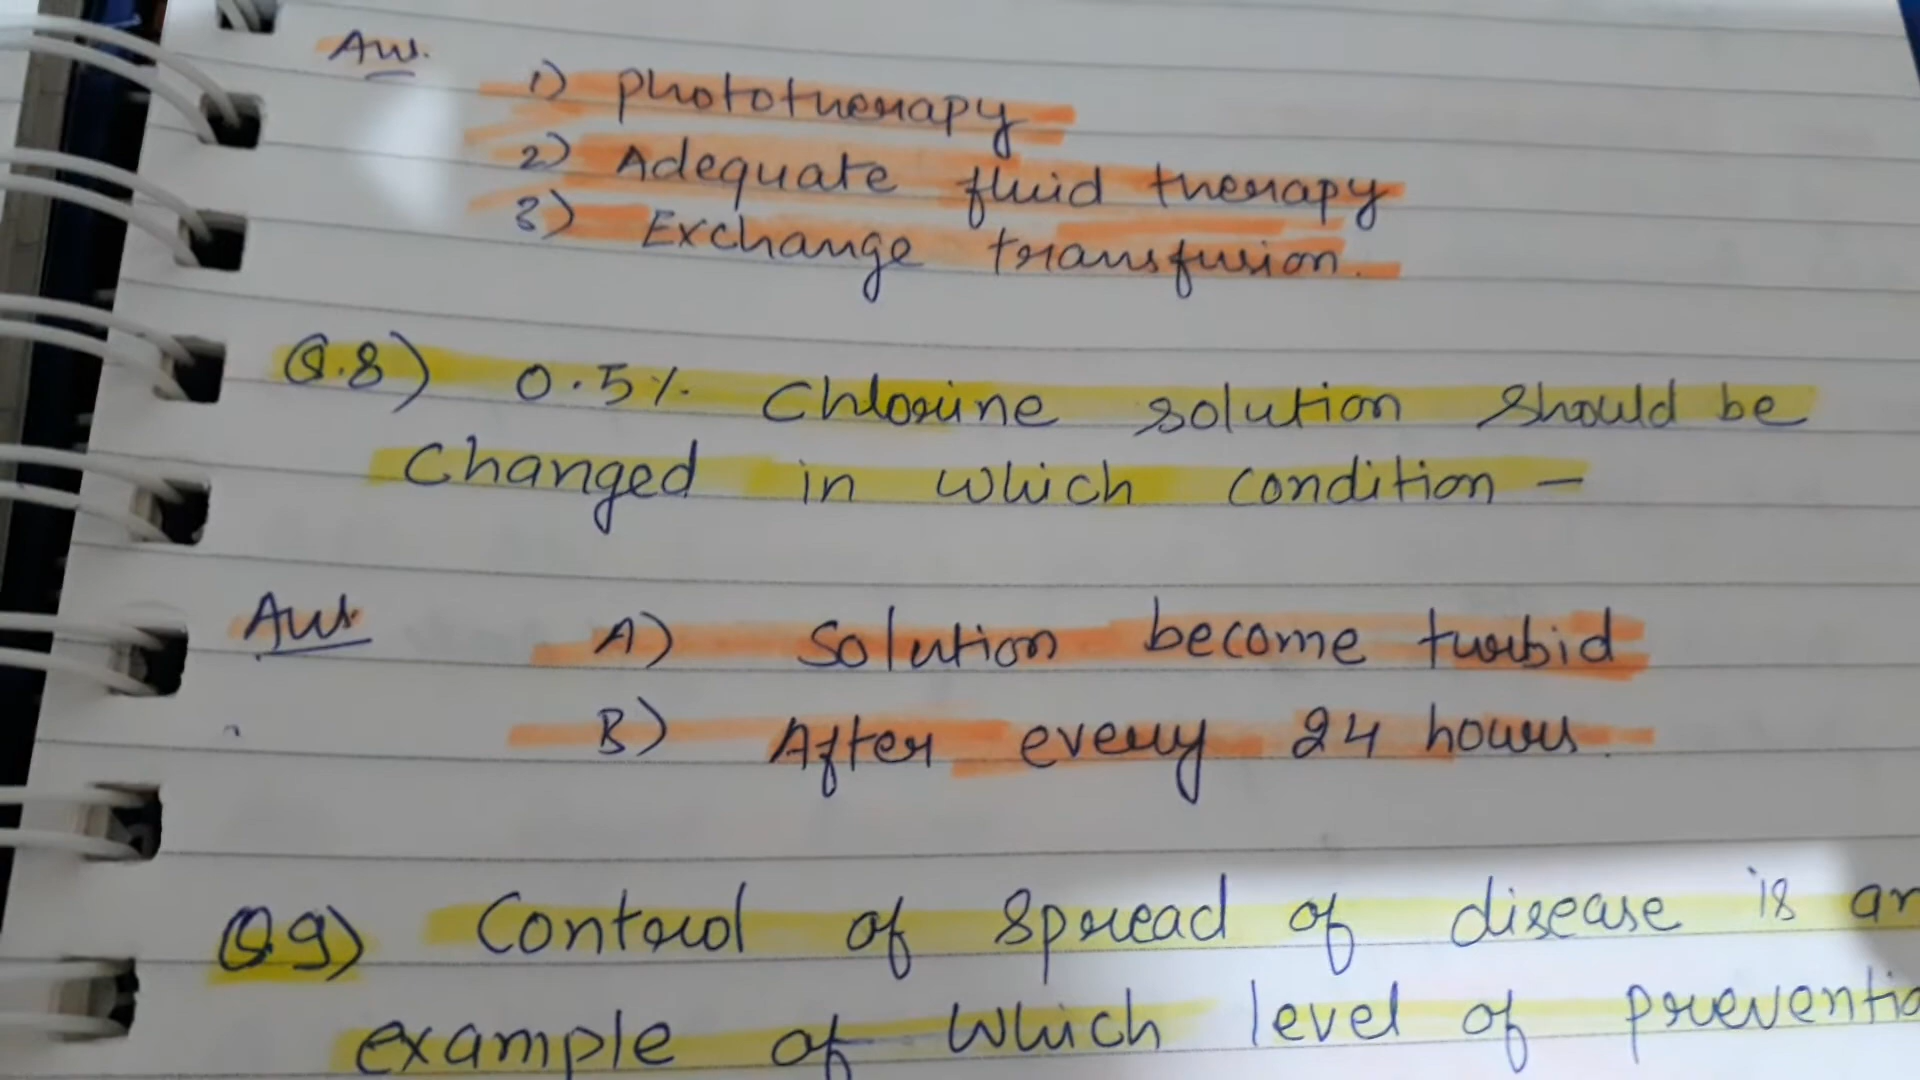 Ans.
1) Phototherapy
2) Adequate fluid therapy
3) Exchange transfusion.
Q.8) 0.5% Chlorine solution should be
changed in which condition –
Ans.
A) Solution become turbid
B) After every 24 hours.
Q9) Control of spread of disease is an
example of which level of